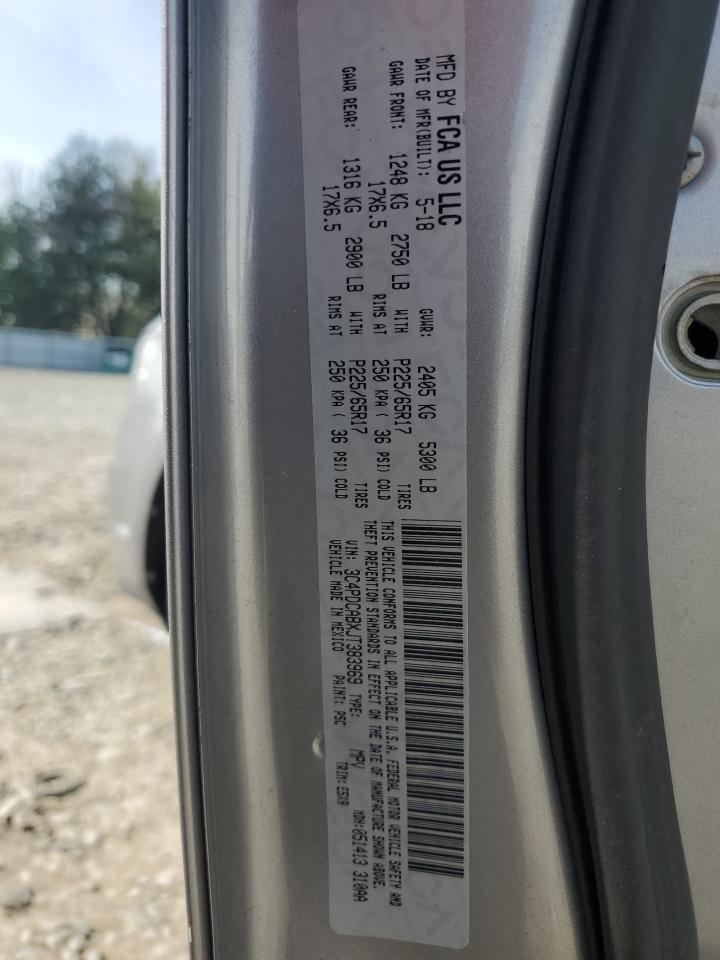 MFD BY FCA US LLC
DATE OF MFR(BUILT): 5-18 GVWR: 2405 KG 5300 LB
GAWR FRONT: 1248 KG 2750 LB WITH P225/65R17 TIRES
17X6.5 RIMS AT 250 KPA ( 36 PSI) COLD
GAWR REAR: 1316 KG 2900 LB WITH P225/65R17 TIRES
17X6.5 RIMS AT 250 KPA ( 36 PSI) COLD
THIS VEHICLE CONFORMS TO ALL APPLICABLE U.S.A. FEDERAL MOTOR VEHICLE SAFETY AND
THEFT PREVENTION STANDARDS IN EFFECT ON THE DATE OF MANUFACTURE SHOWN ABOVE.
VIN: 3C4PDCABXJT383969 TYPE: MPV MDH:051413 310AA
VEHICLE MADE IN MEXICO PAINT: PSC TRIM: E5X9